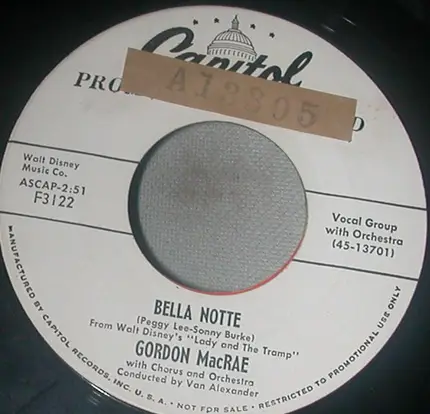 Capitol
A12805
Walt Disney
Music Co.
ASCAP-2:51
F3122
Vocal Group
with Orchestra
(45-13701)
BELLA NOTTE
(Peggy Lee-Sonny Burke)
From Walt Disney's "Lady and The Tramp"
GORDON MacRAE
with Chorus and Orchestra
Conducted by Van Alexander
MANUFACTURED BY CAPITOL RECORDS, INC. U. S. A. • NOT FOR SALE • RESTRICTED TO PROMOTIONAL USE ONLY